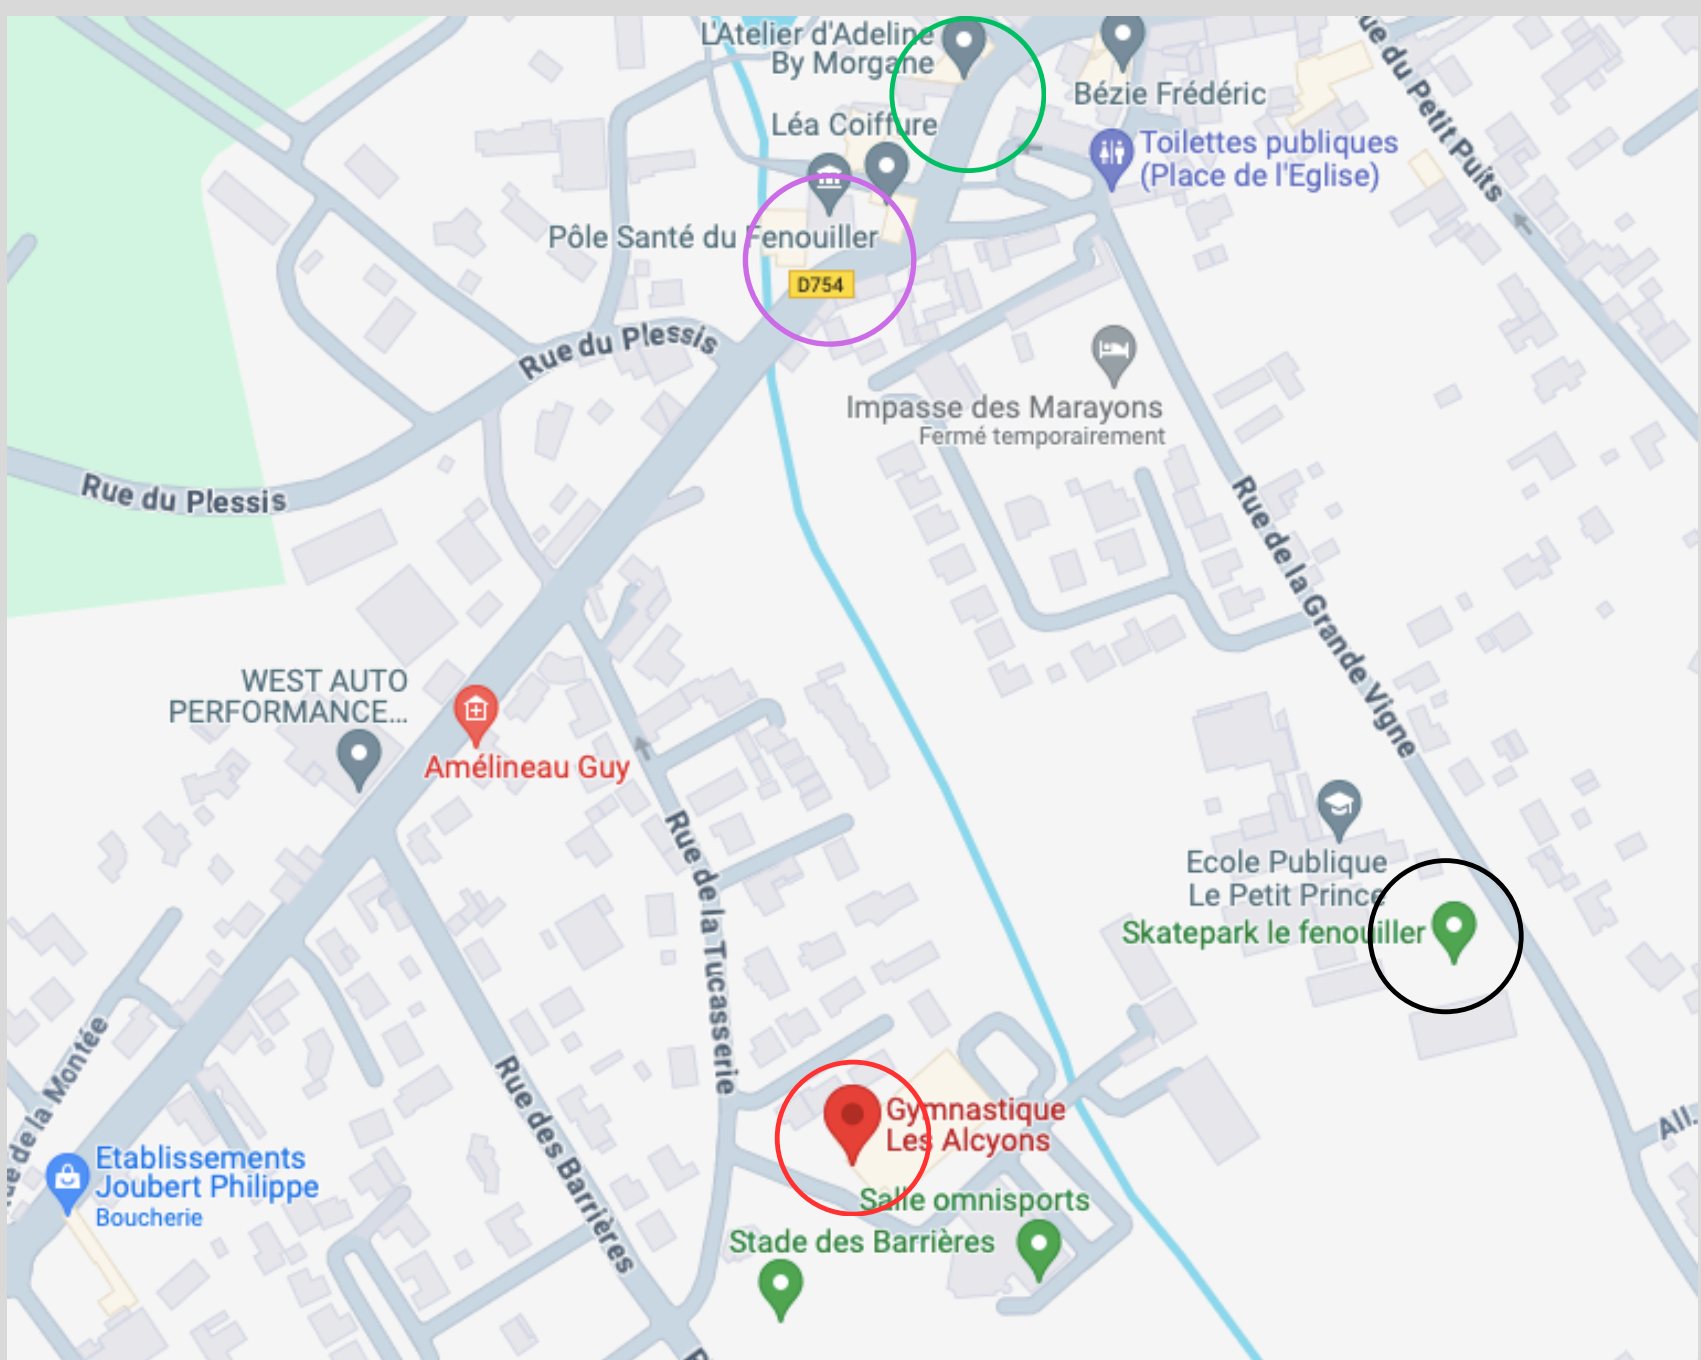 L'Atelier d'Adeline
By Morgane
Bézie Frédéric
Léa Coiffure
Toilettes publiques
(Place de l'Eglise)
ue du Petit Puits
Pôle Santé du Fenouiller
D754
Rue du Plessis
Impasse des Marayons
Fermé temporairement
Rue du Plessis
Rue de la Grande Vigne
WEST AUTO
PERFORMANCE...
Amélineau Guy
Rue de la Tucasserie
Ecole Publique
Le Petit Prince
Skatepark le fenouiller
ue de la Montée
Rue des Barrières
Gymnastique
Les Alcyons
All.
Etablissements
Joubert Philippe
Boucherie
Salle omnisports
Stade des Barrières